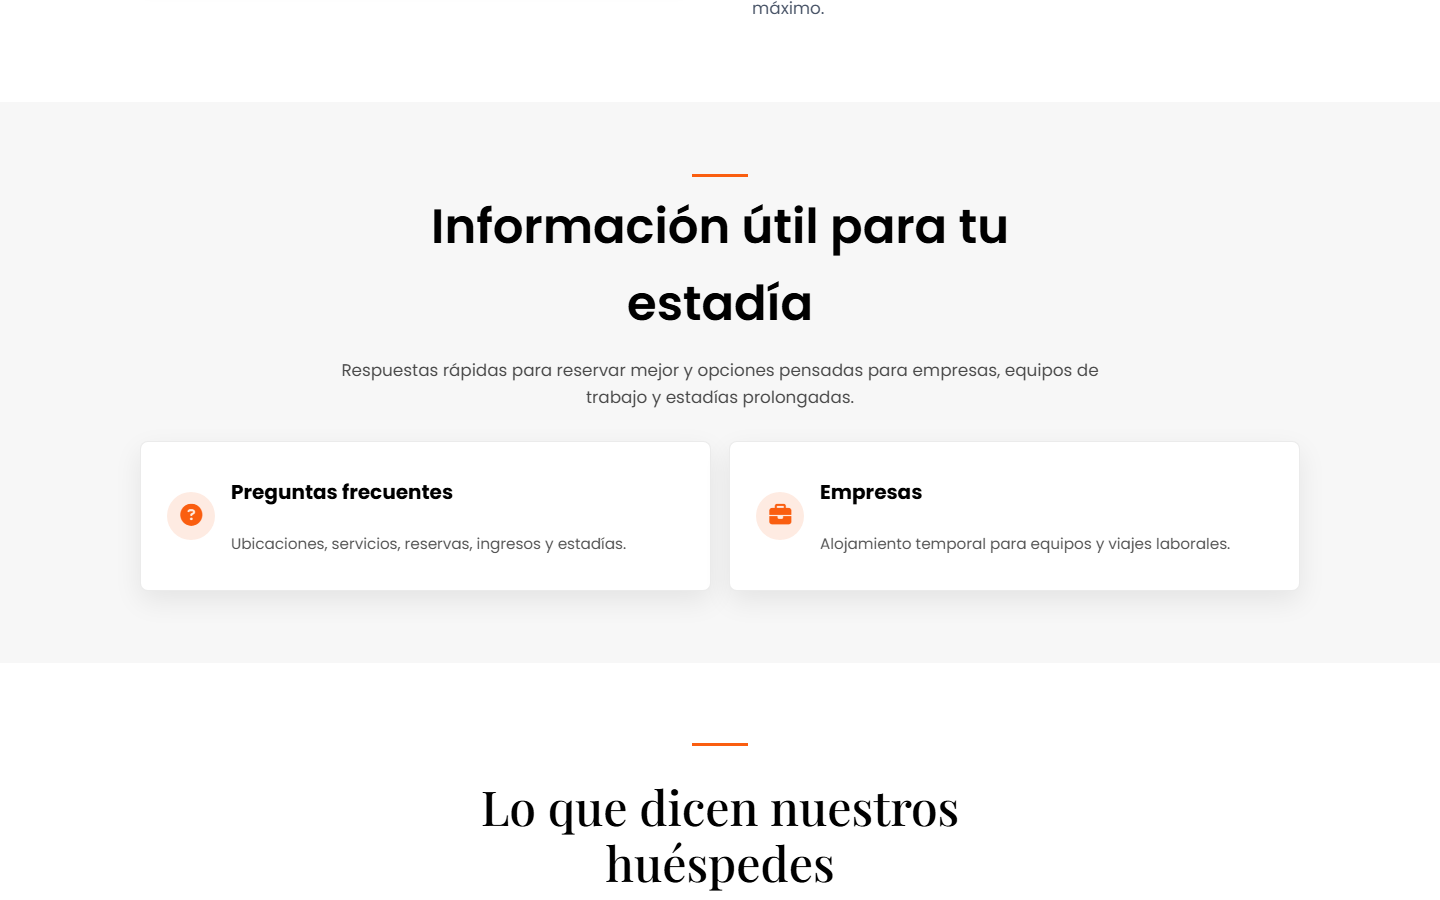 máximo.
Información útil para tu
estadía
Respuestas rápidas para reservar mejor y opciones pensadas para empresas, equipos de
trabajo y estadías prolongadas.
Preguntas frecuentes
Ubicaciones, servicios, reservas, ingresos y estadías.
Empresas
Alojamiento temporal para equipos y viajes laborales.
Lo que dicen nuestros
huéspedes